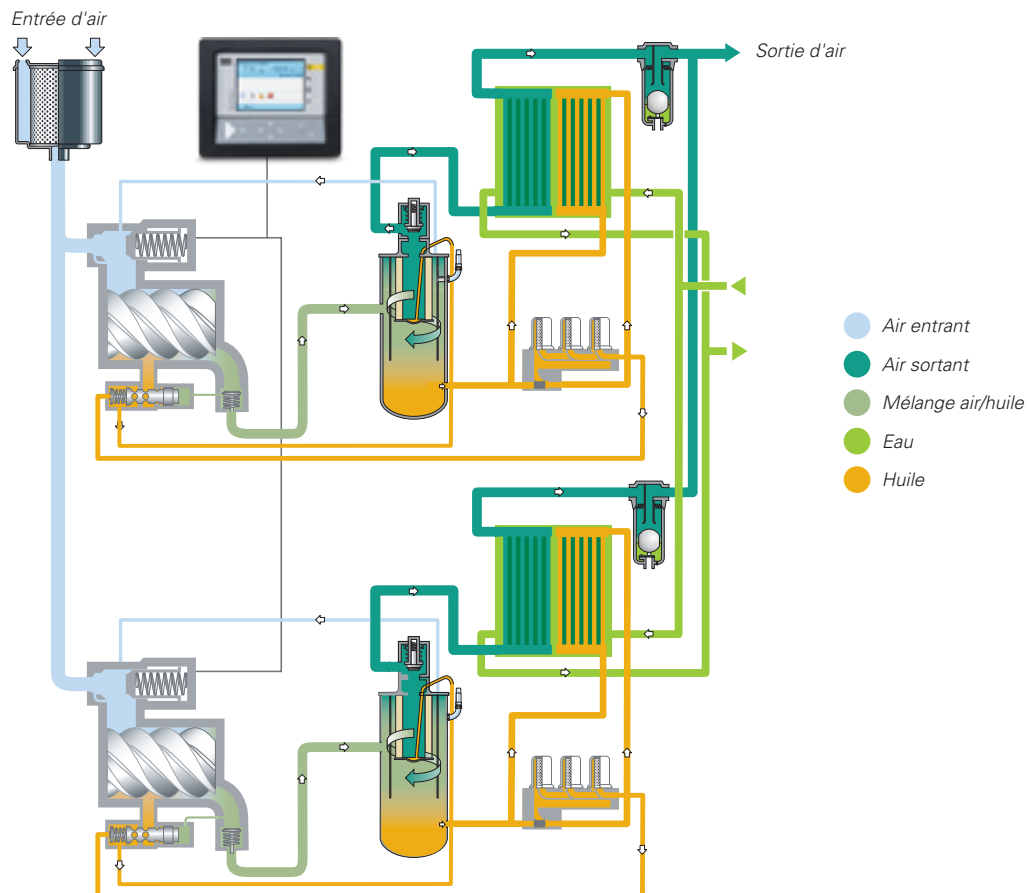 Entrée d'air
Sortie d'air
Air entrant
Air sortant
Mélange air/huile
Eau
Huile